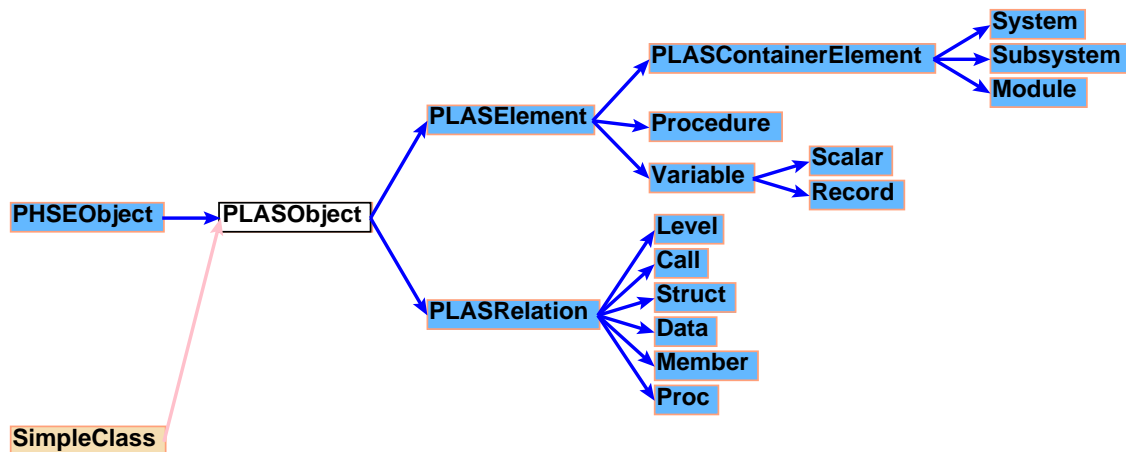 System
PLASContainerElement
Subsystem
Module
PLASElement
Procedure
Variable
Scalar
Record
PHSEObject
PLASObject
Level
Call
Struct
PLASRelation
Data
Member
Proc
SimpleClass